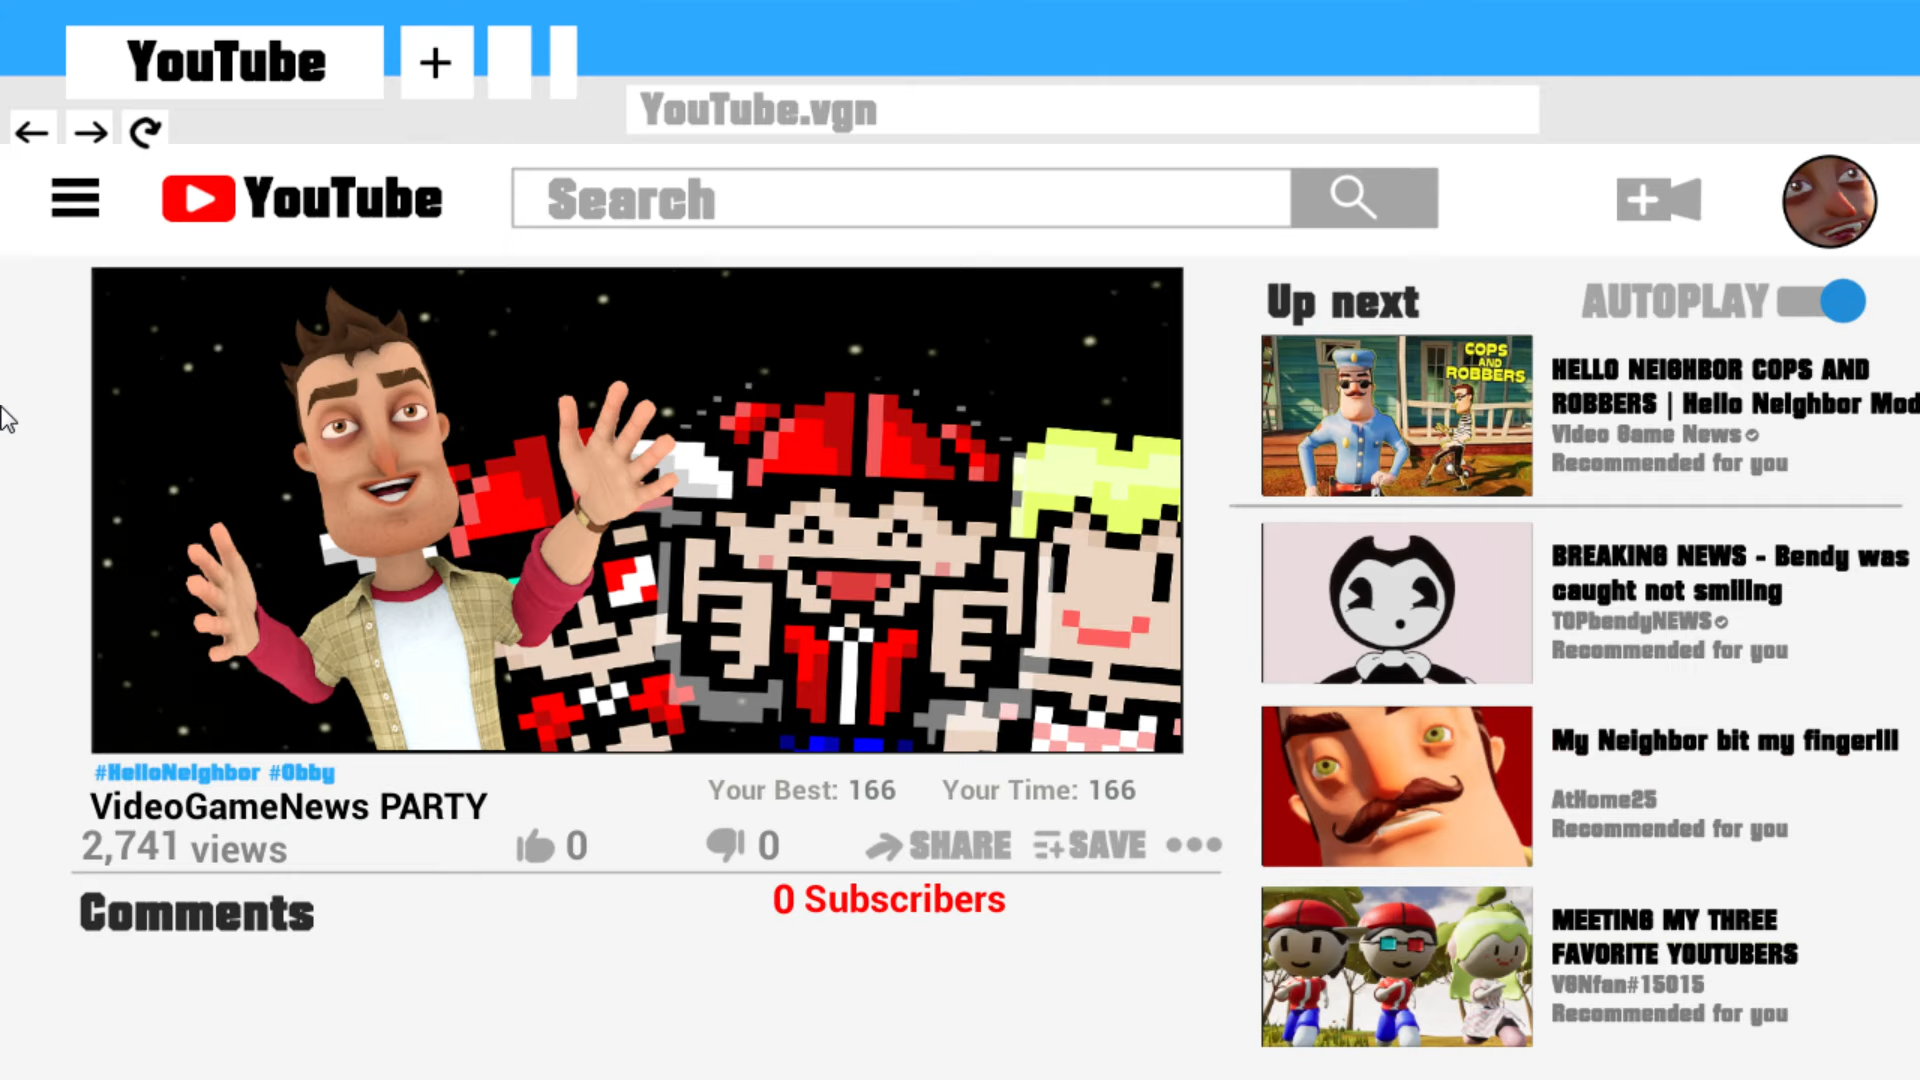 YouTube +
YouTube.vgn
YouTube
Search
Up next
AUTOPLAY
COPS
AND
ROBBERS
HELLO NEIGHBOR COPS AND
ROBBERS | Hello Neighbor Mod
Video Game News
Recommended for you
BREAKING NEWS - Bendy was
caught not smiling
TOPbendyNEWS
Recommended for you
My Neighbor bit my finger!!!
AtHome25
Recommended for you
MEETING MY THREE
FAVORITE YOUTUBERS
VGNfan#15015
Recommended for you
#HelloNeighbor #Obby
VideoGameNews PARTY
Your Best: 166
Your Time: 166
2,741 views
0
0
SHARE
SAVE
0 Subscribers
Comments